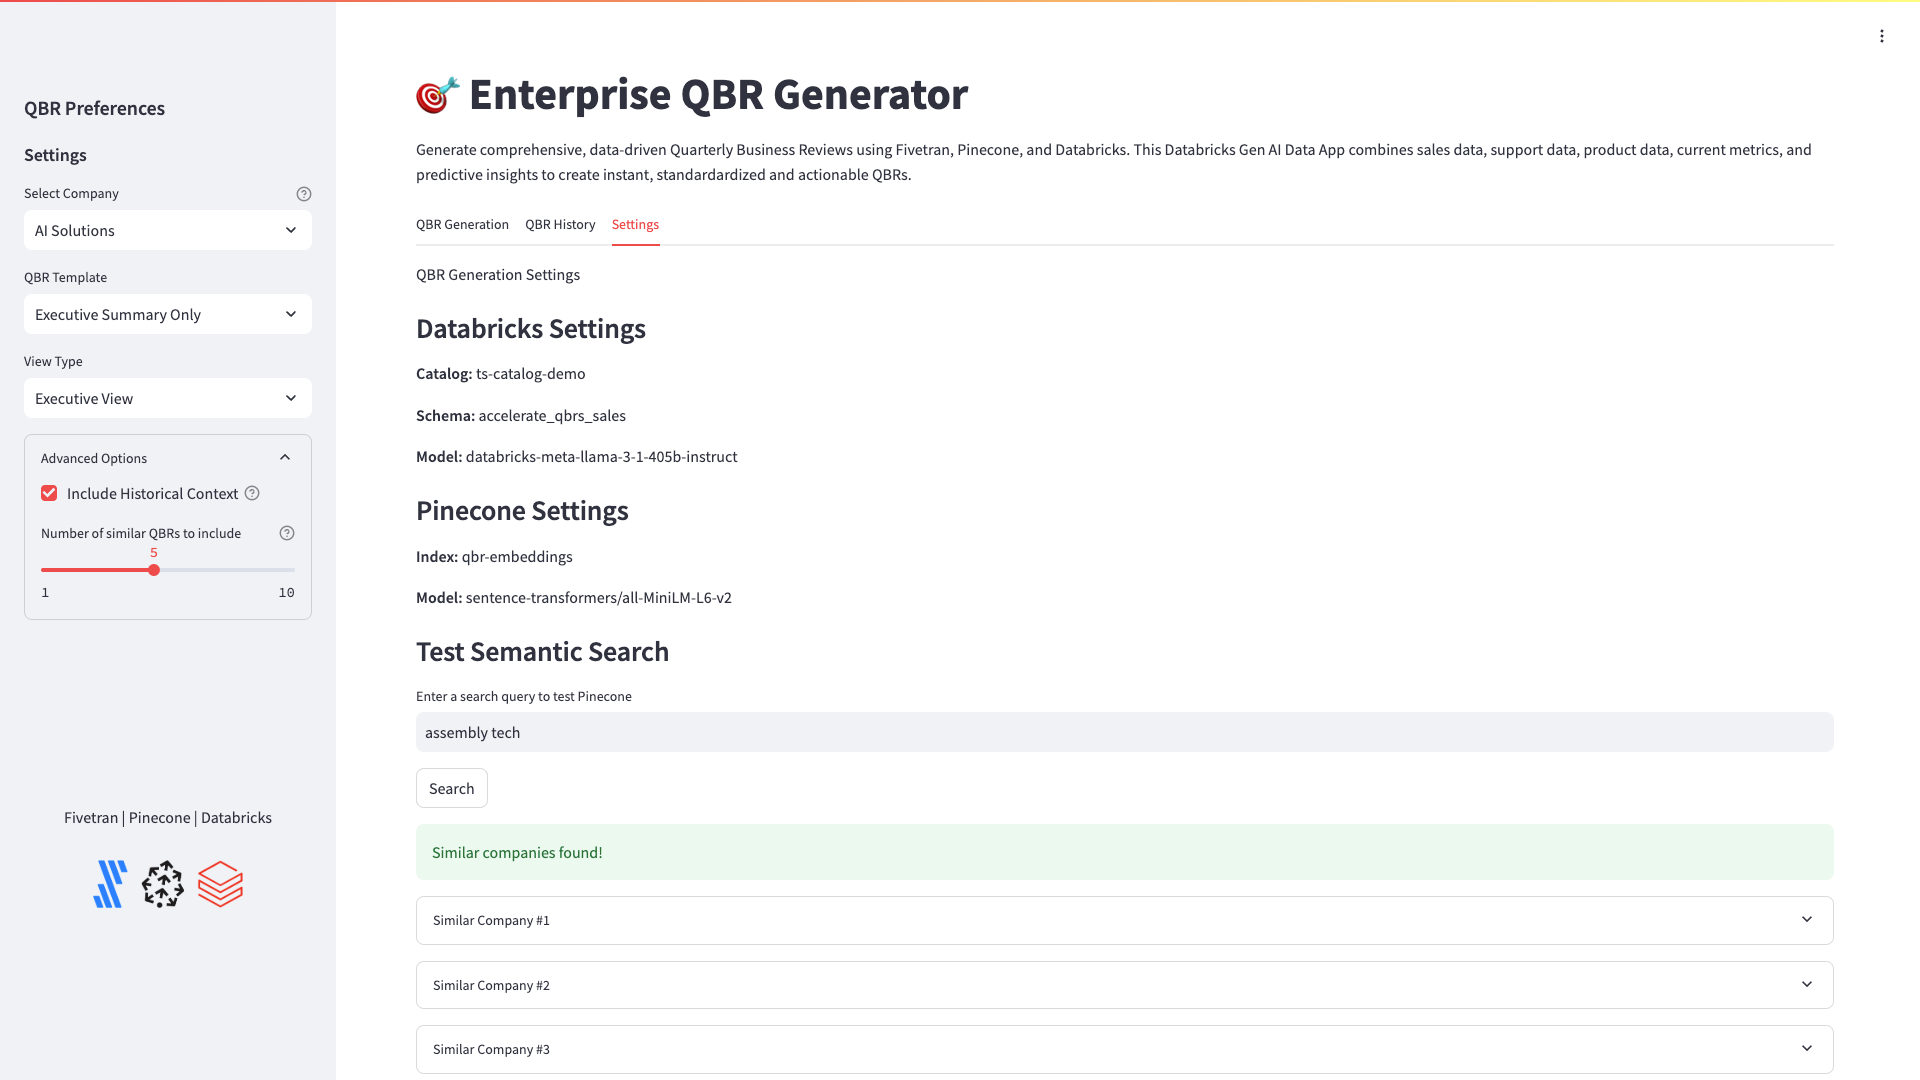 QBR Preferences
Settings
Select Company
AI Solutions
QBR Template
Executive Summary Only
View Type
Executive View
Advanced Options
Include Historical Context
Number of similar QBRs to include
5
1 10
Fivetran | Pinecone | Databricks
Enterprise QBR Generator
Generate comprehensive, data-driven Quarterly Business Reviews using Fivetran, Pinecone, and Databricks. This Databricks Gen AI Data App combines sales data, support data, product data, current metrics, and
predictive insights to create instant, standardardized and actionable QBRs.
QBR Generation QBR History Settings
QBR Generation Settings
Databricks Settings
Catalog: ts-catalog-demo
Schema: accelerate_qbrs_sales
Model: databricks-meta-llama-3-1-405b-instruct
Pinecone Settings
Index: qbr-embeddings
Model: sentence-transformers/all-MiniLM-L6-v2
Test Semantic Search
Enter a search query to test Pinecone
assembly tech
Search
Similar companies found!
Similar Company #1
Similar Company #2
Similar Company #3